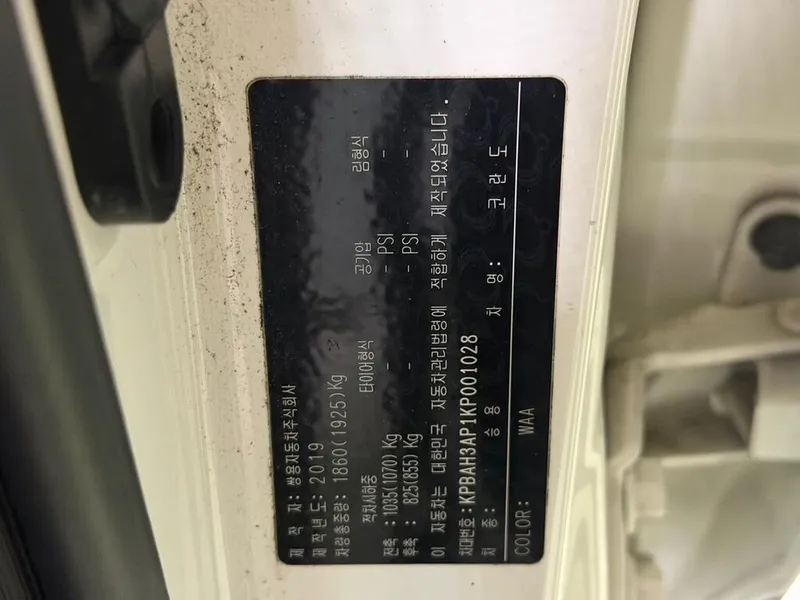 제 작 자 : 쌍용자동차주식회사
제작년도: 2019
차량총중량: 1860(1925)Kg
적차시하중 타이어형식 공기압 림형식
전축 :1035(1070) Kg - - PSI -
후축 : 825(855) Kg - - PSI -
이 자동차는 대한민국 자동차관리법령에 적합하게 제작되었습니다.
차대번호: KPBAH3AP1KP001028
차 종: 승용 차 명: 코란도
COLOR: WAA